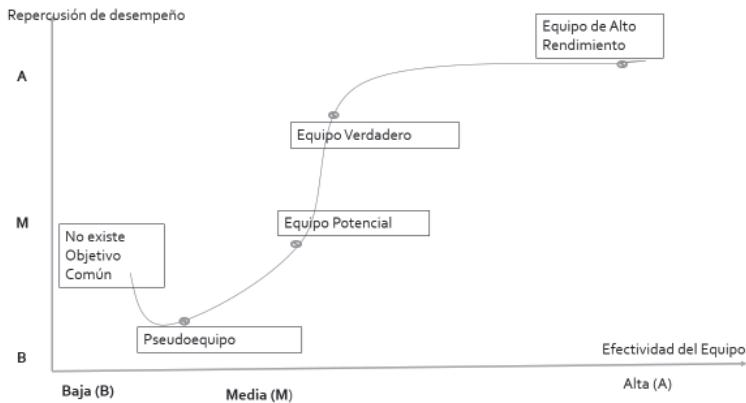 Repercusión de desempeño
Equipo de Alto
Rendimiento
A
Equipo Verdadero
M
Equipo Potencial
No existe
Objetivo
Común
Pseudoequipo
B
Efectividad del Equipo
Baja (B)
Media (M)
Alta (A)